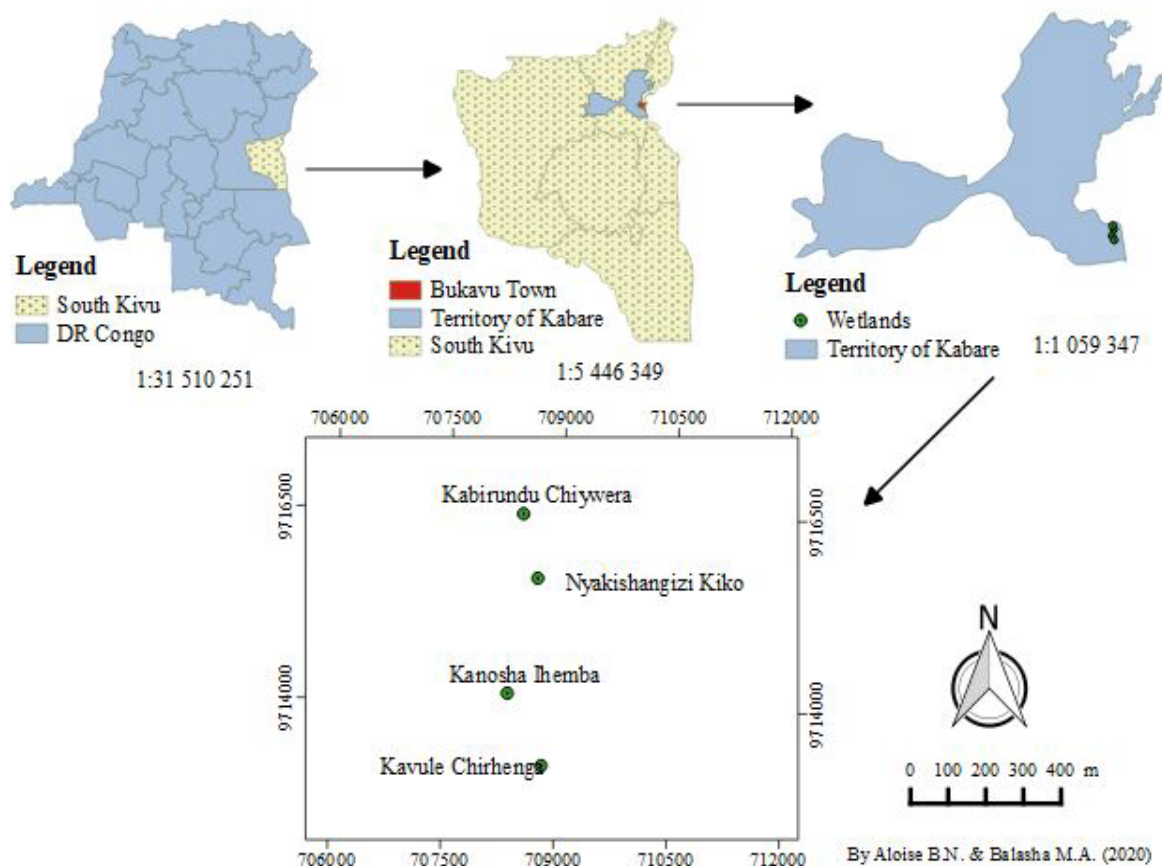 Legend
South Kivu
DR Congo
1:31 510 251
Legend
Bukavu Town
Territory of Kabare
South Kivu
1:5 446 349
Legend
Wetlands
Territory of Kabare
1:1 059 347
706000 707500 709000 710500 712000
9716500
9714000
Kabirundu Chiywera
Nyakishangizi Kiko
Kanosha Ihemba
Kavule Chirhenga
9716500
9714000
706000 707500 709000 710500 712000
N
0 100 200 300 400 m
By Aloise B.N. & Balasha M.A. (2020)